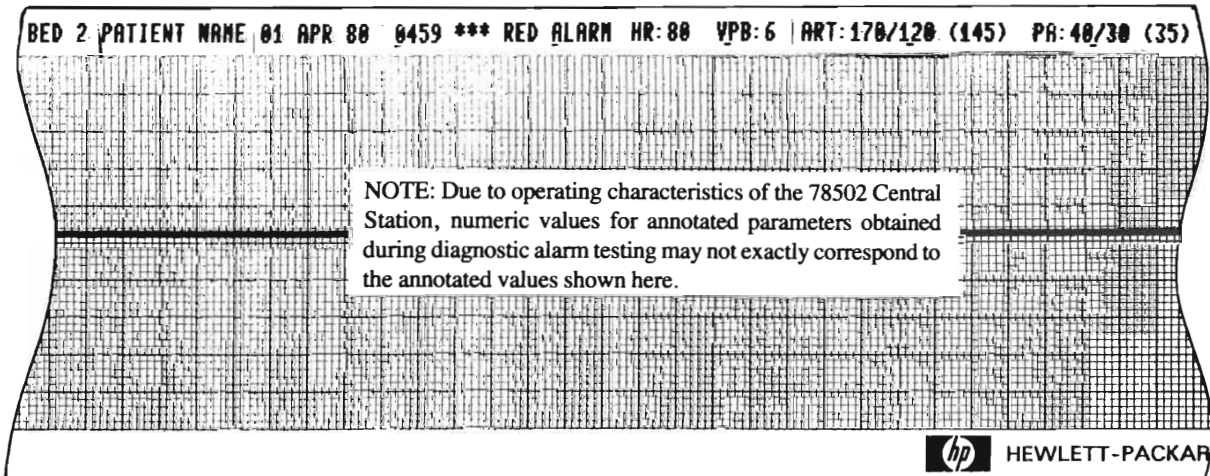 BED 2 PATIENT NAME 01 APR 80 0459 *** RED ALARM HR:80 VPB:6 ART:170/120 (145) PA:40/30 (35)
NOTE: Due to operating characteristics of the 78502 Central
Station, numeric values for annotated parameters obtained
during diagnostic alarm testing may not exactly correspond to
the annotated values shown here.
hp HEWLETT-PACKAR